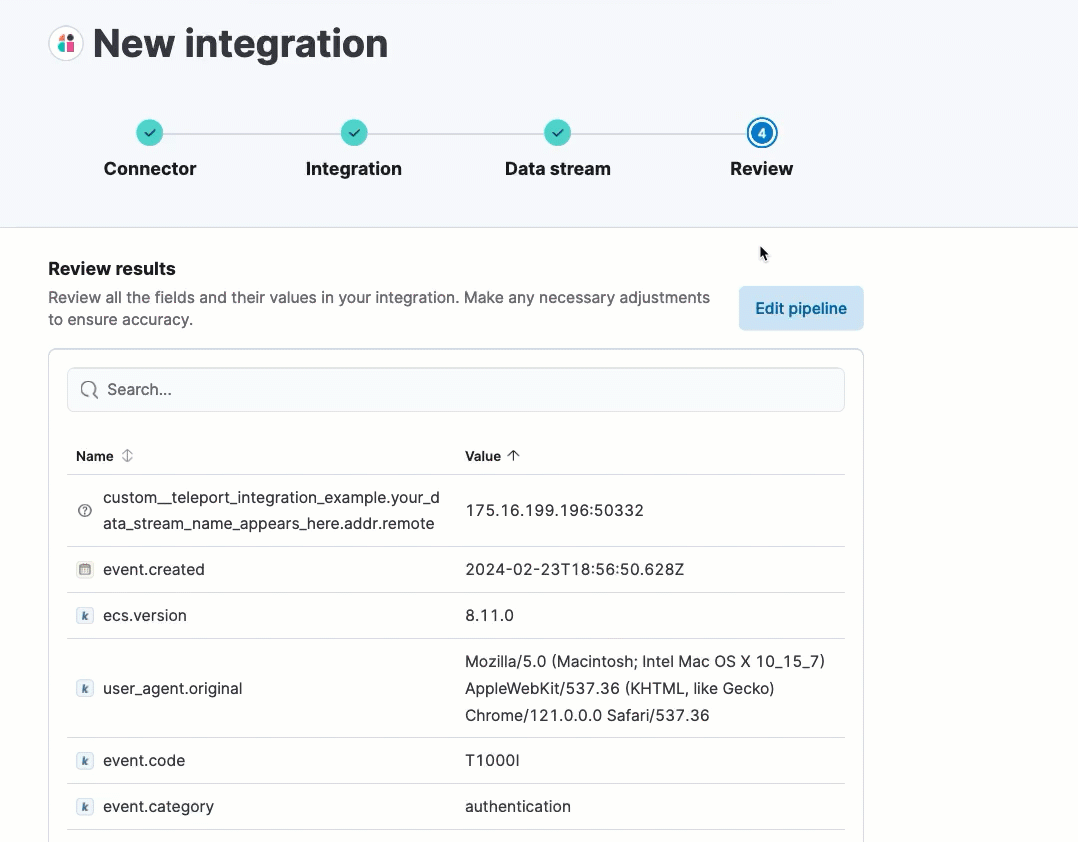 New integration
4
Connector
Integration
Data stream
Review
Review results
Review all the fields and their values in your integration. Make any necessary adjustments
to ensure accuracy.
Edit pipeline
Search...
Name
Value
custom__teleport_integration_example.your_d
ata_stream_name_appears_here.addr.remote
175.16.199.196:50332
event.created
2024-02-23T18:56:50.628Z
k
ecs.version
8.11.0
k
user_agent.original
Mozilla/5.0 (Macintosh; Intel Mac OS X 10_15_7)
AppleWebKit/537.36 (KHTML, like Gecko)
Chrome/121.0.0.0 Safari/537.36
k
event.code
T1000I
k
event.category
authentication